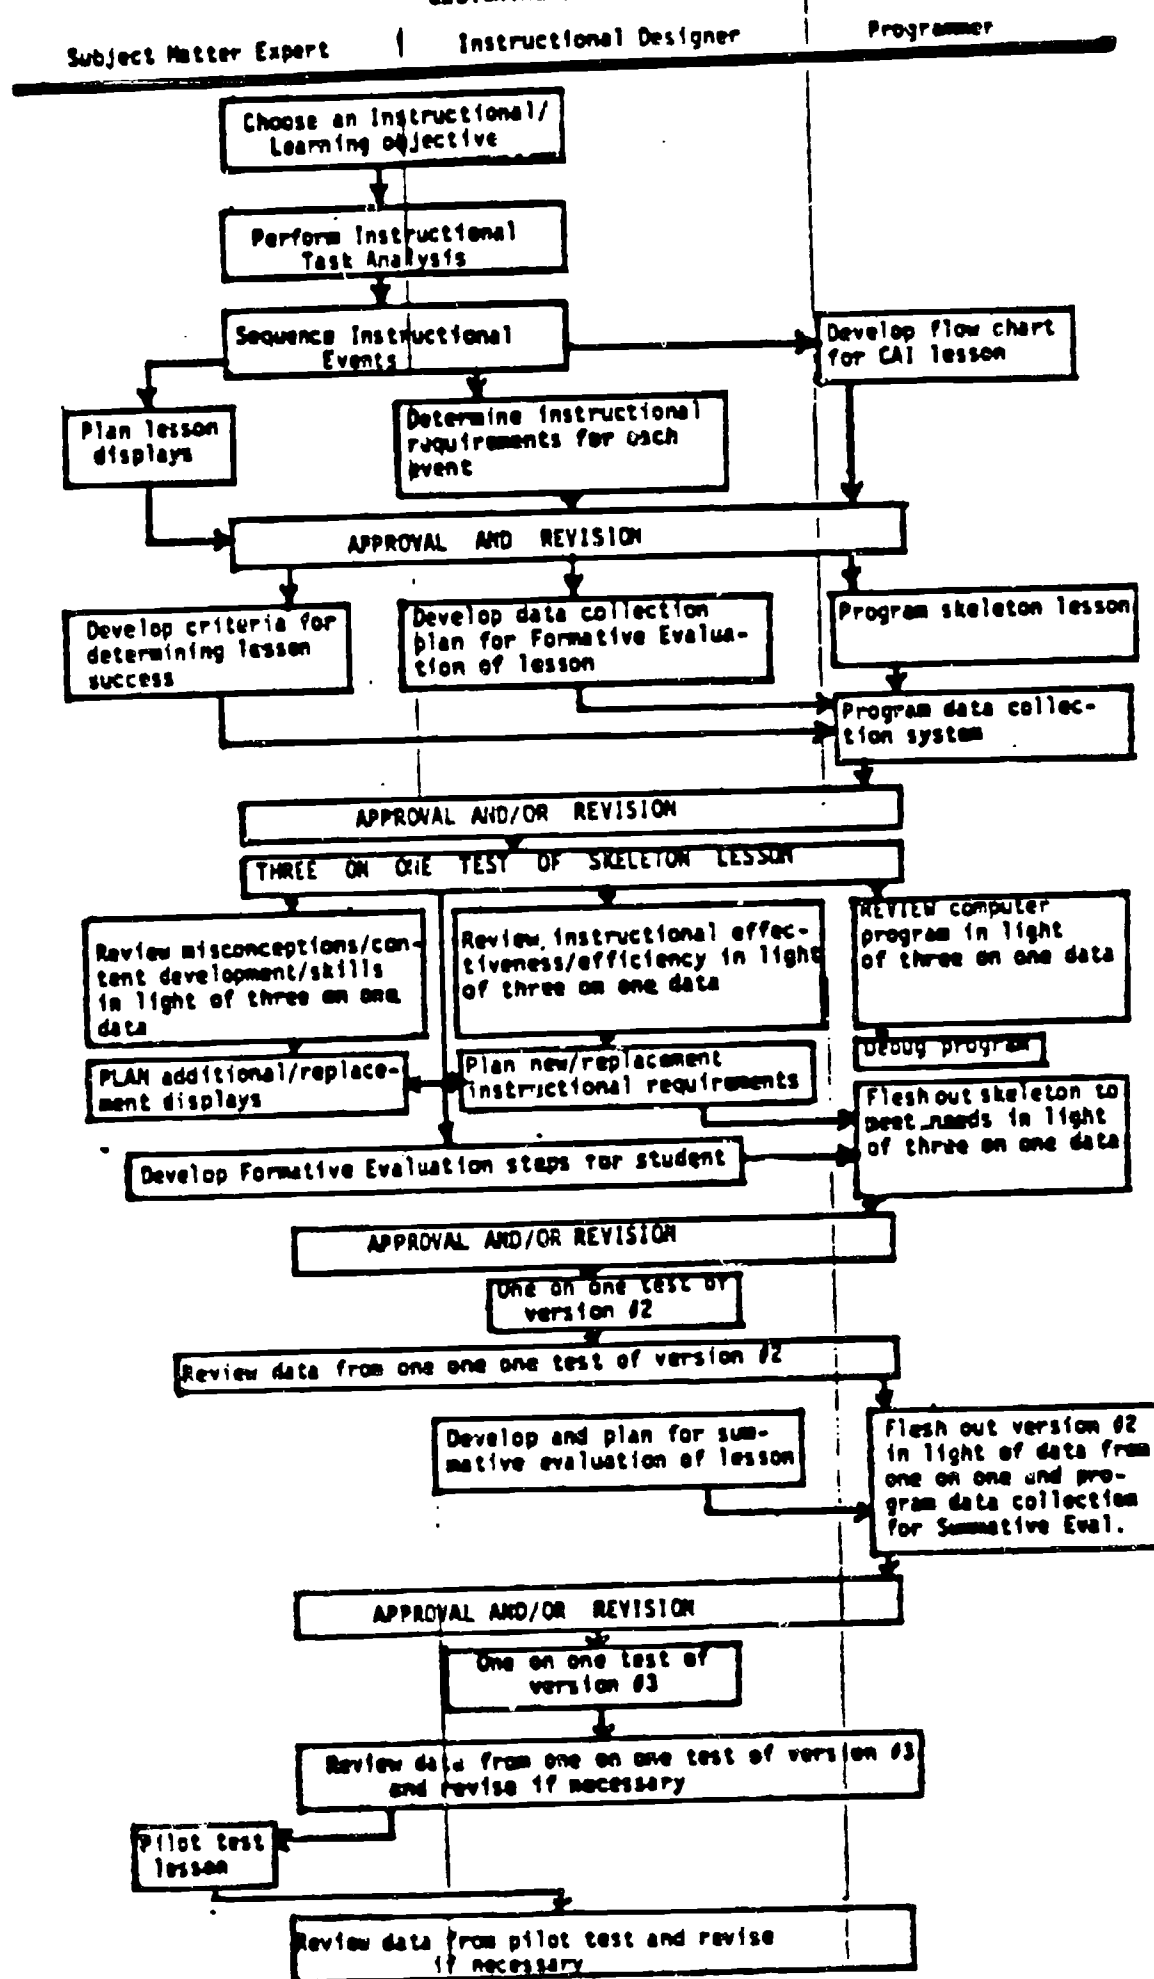 Subject Matter Expert
Instructional Designer
Programmer
Choose an Instructional/
Learning objective
Perform Instructional
Task Analysis
Sequence Instructional
Events
Develop flow chart
for CAI lesson
Plan lesson
displays
Determine instructional
requirements for each
event
APPROVAL AND REVISION
Develop criteria for
determining lesson
success
Develop data collection
plan for Formative Evalua-
tion of lesson
Program skeleton lesson
Program data collec-
tion system
APPROVAL AND/OR REVISION
THREE ON ONE TEST OF SKELETON LESSON
Review misconceptions/con-
tent development/skills
in light of three on one
data
Review instructional effec-
tiveness/efficiency in light
of three on one data
REVIEW computer
program in light
of three on one data
Debug program
PLAN additional/replace-
ment displays
Plan new/replacement
instructional requirements
Flesh out skeleton to
meet needs in light
of three on one data
Develop Formative Evaluation steps for student
APPROVAL AND/OR REVISION
One on one test of
version #2
Review data from one one one test of version #2
Develop and plan for sum-
mative evaluation of lesson
Flesh out version #2
in light of data from
one on one and pro-
gram data collection
for Summative Eval.
APPROVAL AND/OR REVISION
One on one test of
version #3
Review data from one on one test of version #3
and revise if necessary
Pilot test
lesson
Review data from pilot test and revise
if necessary